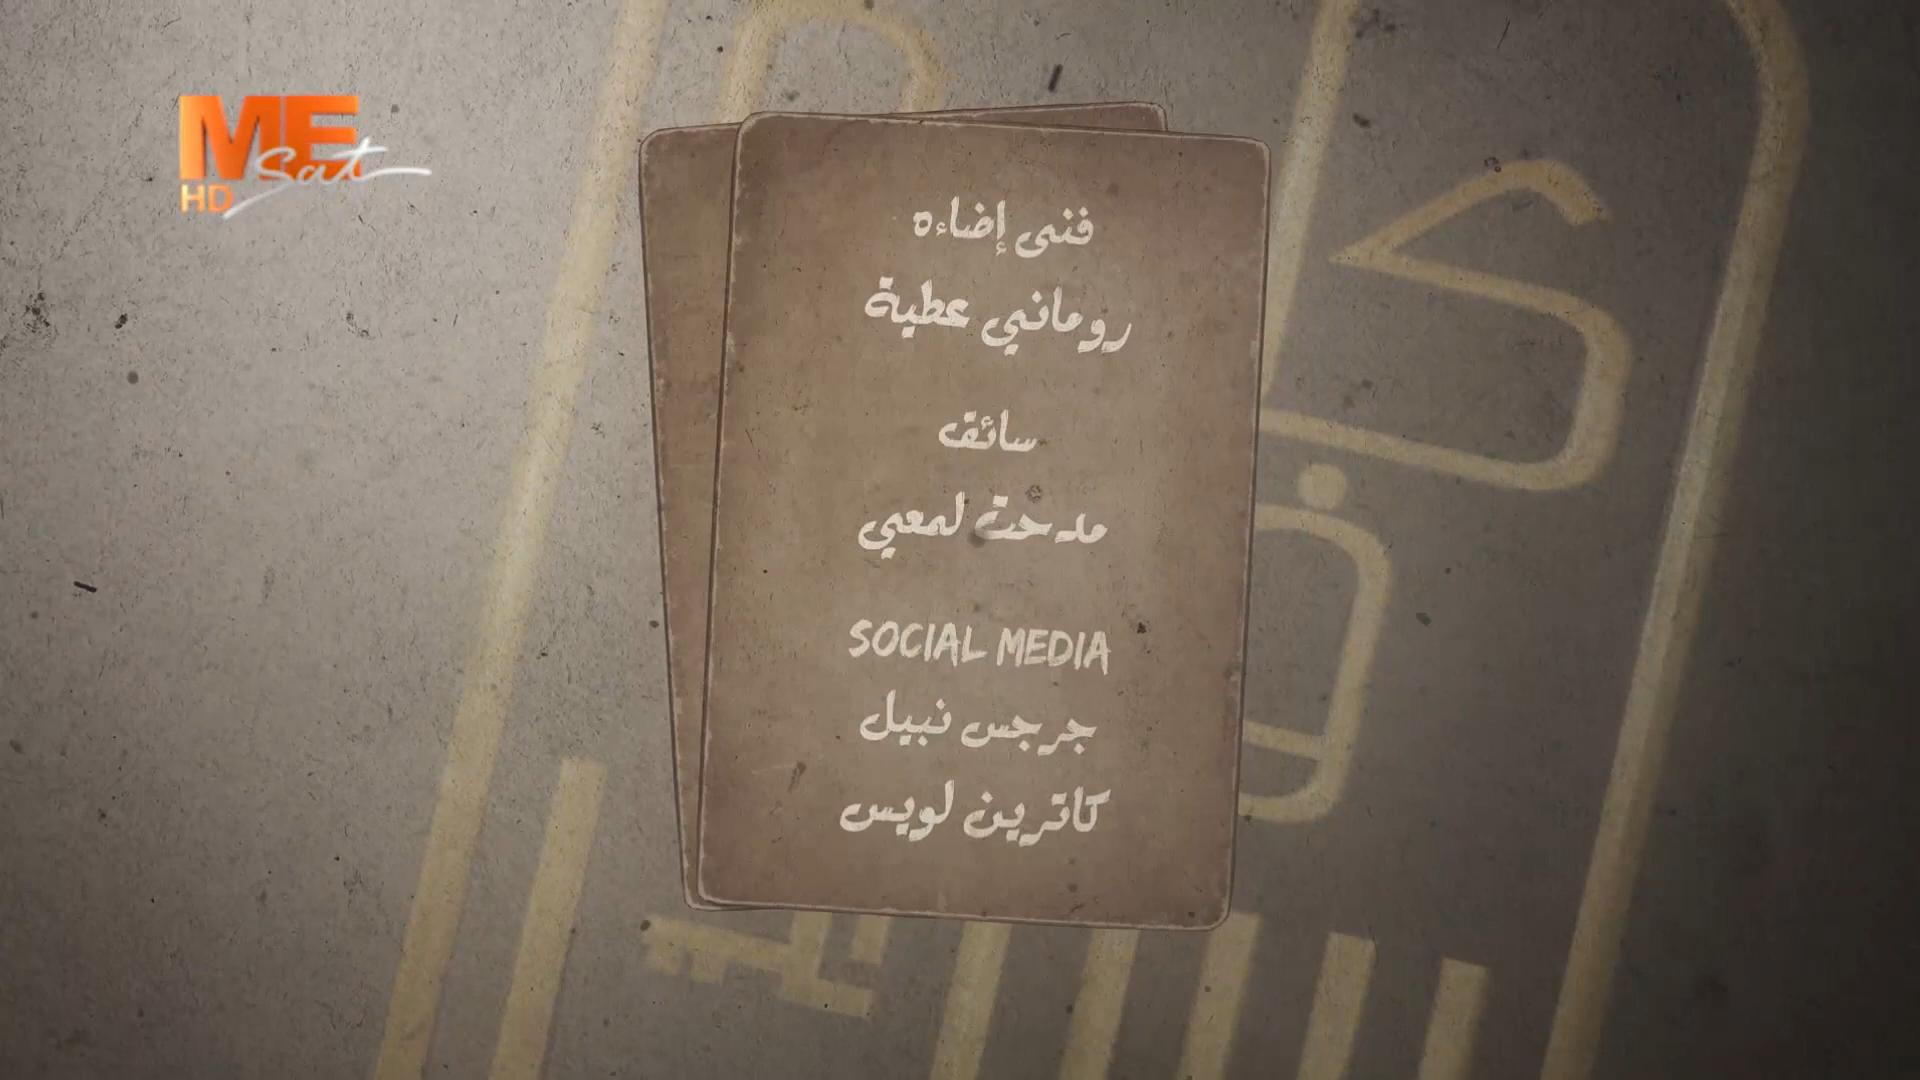 ME
Sat
HD
فنى إضاءه
روماني عطية
سائق
مدحت لمعي
SOCIAL MEDIA
جرجس نبيل
كاترين لويس